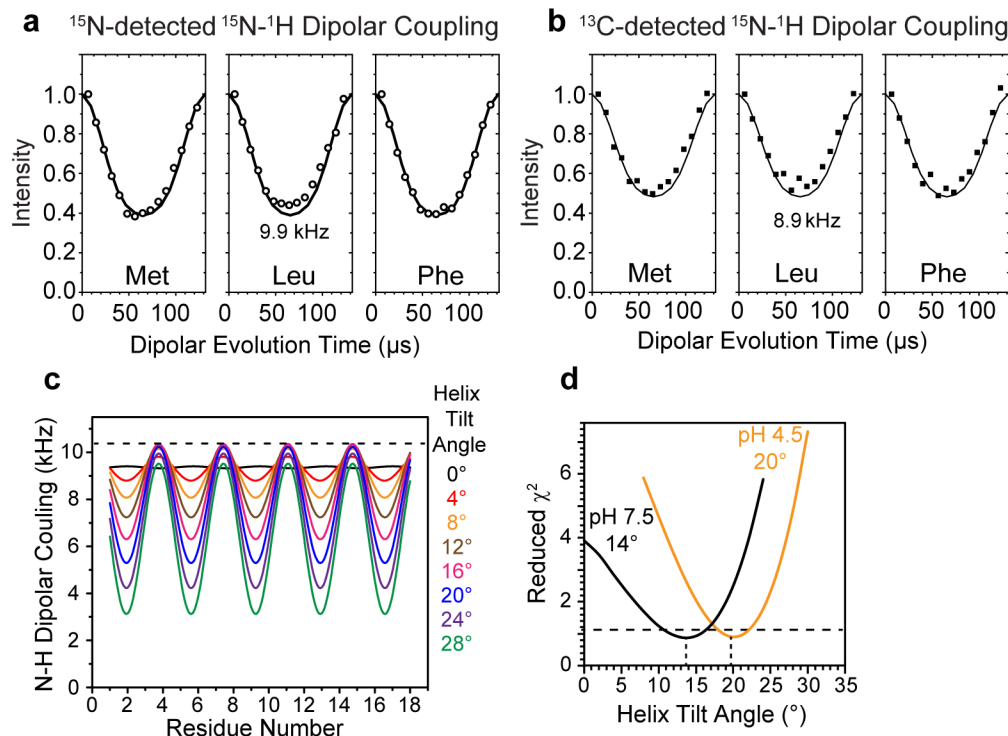 a ¹⁵N-detected ¹⁵N-¹H Dipolar Coupling
Intensity
1.0
0.8
0.6
0.4
0.2
0.0
Met
Leu
9.9 kHz
Phe
0 50 100
0 50 100
0 50 100
Dipolar Evolution Time (μs)
b ¹³C-detected ¹⁵N-¹H Dipolar Coupling
Intensity
1.0
0.8
0.6
0.4
0.2
0.0
Met
Leu
8.9 kHz
Phe
0 50 100
0 50 100
0 50 100
Dipolar Evolution Time (μs)
c
N-H Dipolar Couling (kHz)
10
8
6
4
2
0
0 2 4 6 8 10 12 14 16 18
Residue Number
Helix
Tilt
Angle
0°
4°
8°
12°
16°
20°
24°
28°
d
Reduced χ²
6
4
2
0
pH 7.5
14°
pH 4.5
20°
0 5 10 15 20 25 30 35
Helix Tilt Angle (°)